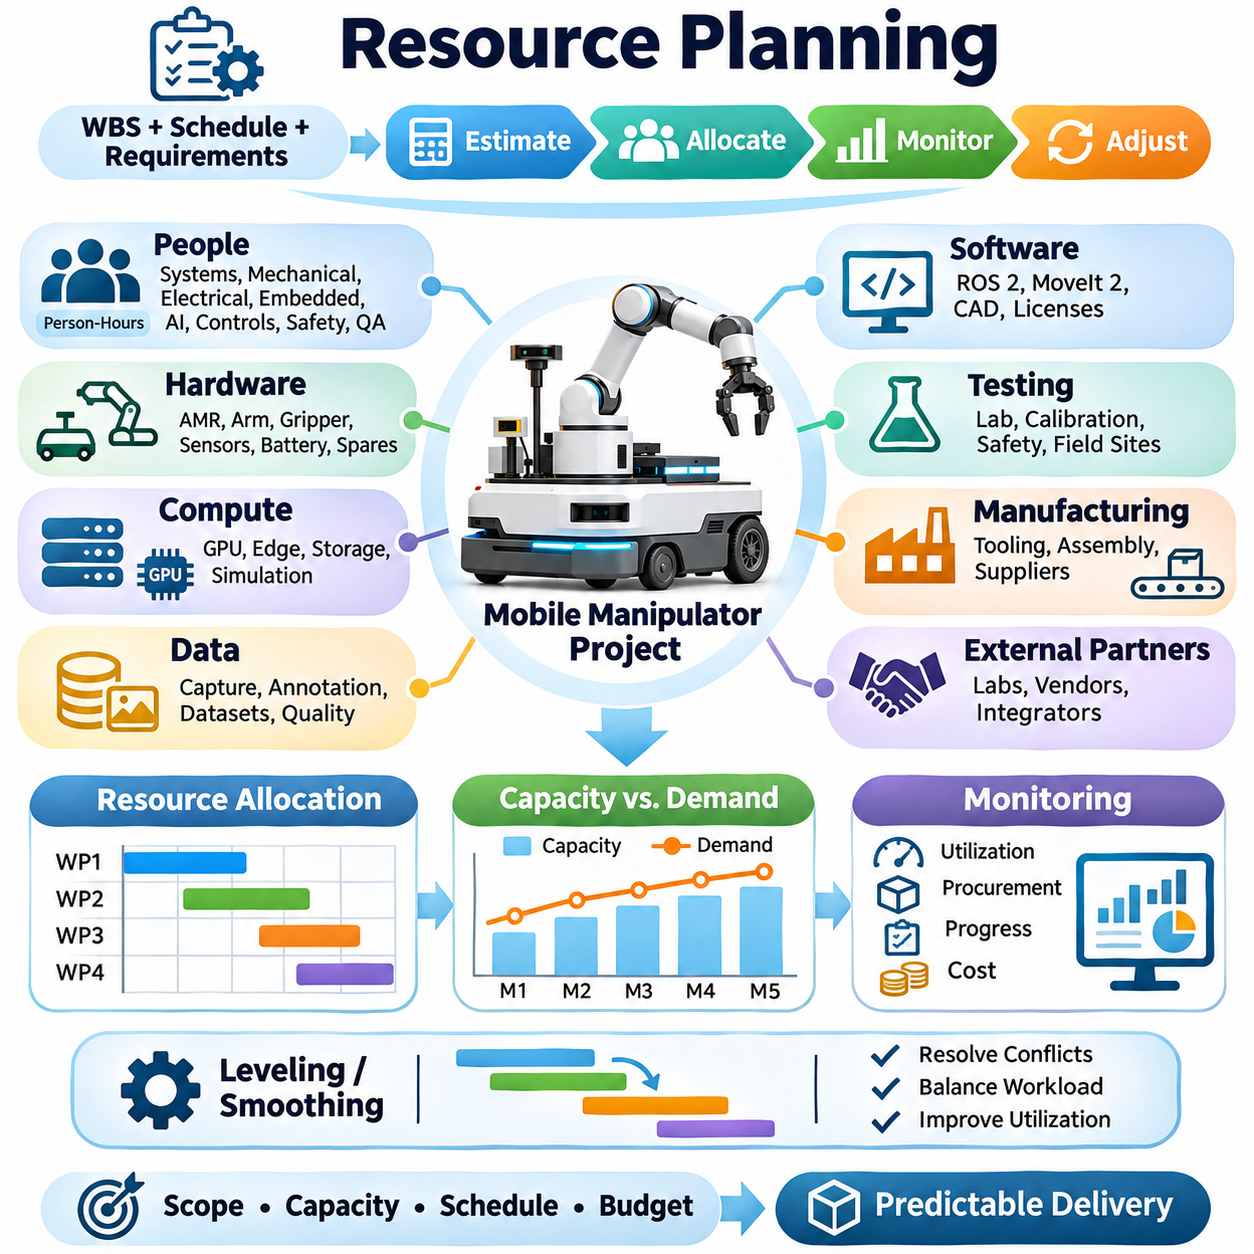 Resource Planning
WBS + Schedule +
Requirements
Estimate
Allocate
Monitor
Adjust
People
Systems, Mechanical,
Electrical, Embedded,
AI, Controls, Safety, QA
Person-Hours
Hardware
AMR, Arm, Gripper,
Sensors, Battery, Spares
Compute
GPU, Edge, Storage,
Simulation
GPU
Data
Capture, Annotation,
Datasets, Quality
Mobile Manipulator
Project
Software
ROS 2, MoveIt 2,
CAD, Licenses
</>
Testing
Lab, Calibration,
Safety, Field Sites
Manufacturing
Tooling, Assembly,
Suppliers
External Partners
Labs, Vendors,
Integrators
Resource Allocation
WP1
WP2
WP3
WP4
Capacity vs. Demand
Capacity
Demand
M1 M2 M3 M4 M5
Monitoring
Utilization
Procurement
Progress
Cost
Leveling /
Smoothing
Resolve Conflicts
Balance Workload
Improve Utilization
Scope • Capacity • Schedule • Budget
Predictable Delivery